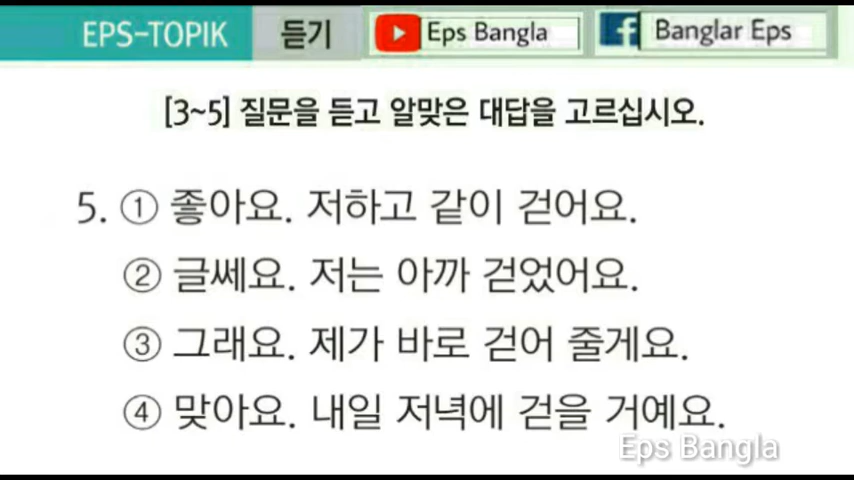 EPS-TOPIK 듣기 Eps Bangla Banglar Eps
[3~5] 질문을 듣고 알맞은 대답을 고르십시오.
5. ① 좋아요. 저하고 같이 걷어요.
② 글쎄요. 저는 아까 걷었어요.
③ 그래요. 제가 바로 걷어 줄게요.
④ 맞아요. 내일 저녁에 걷을 거예요.
Eps Bangla